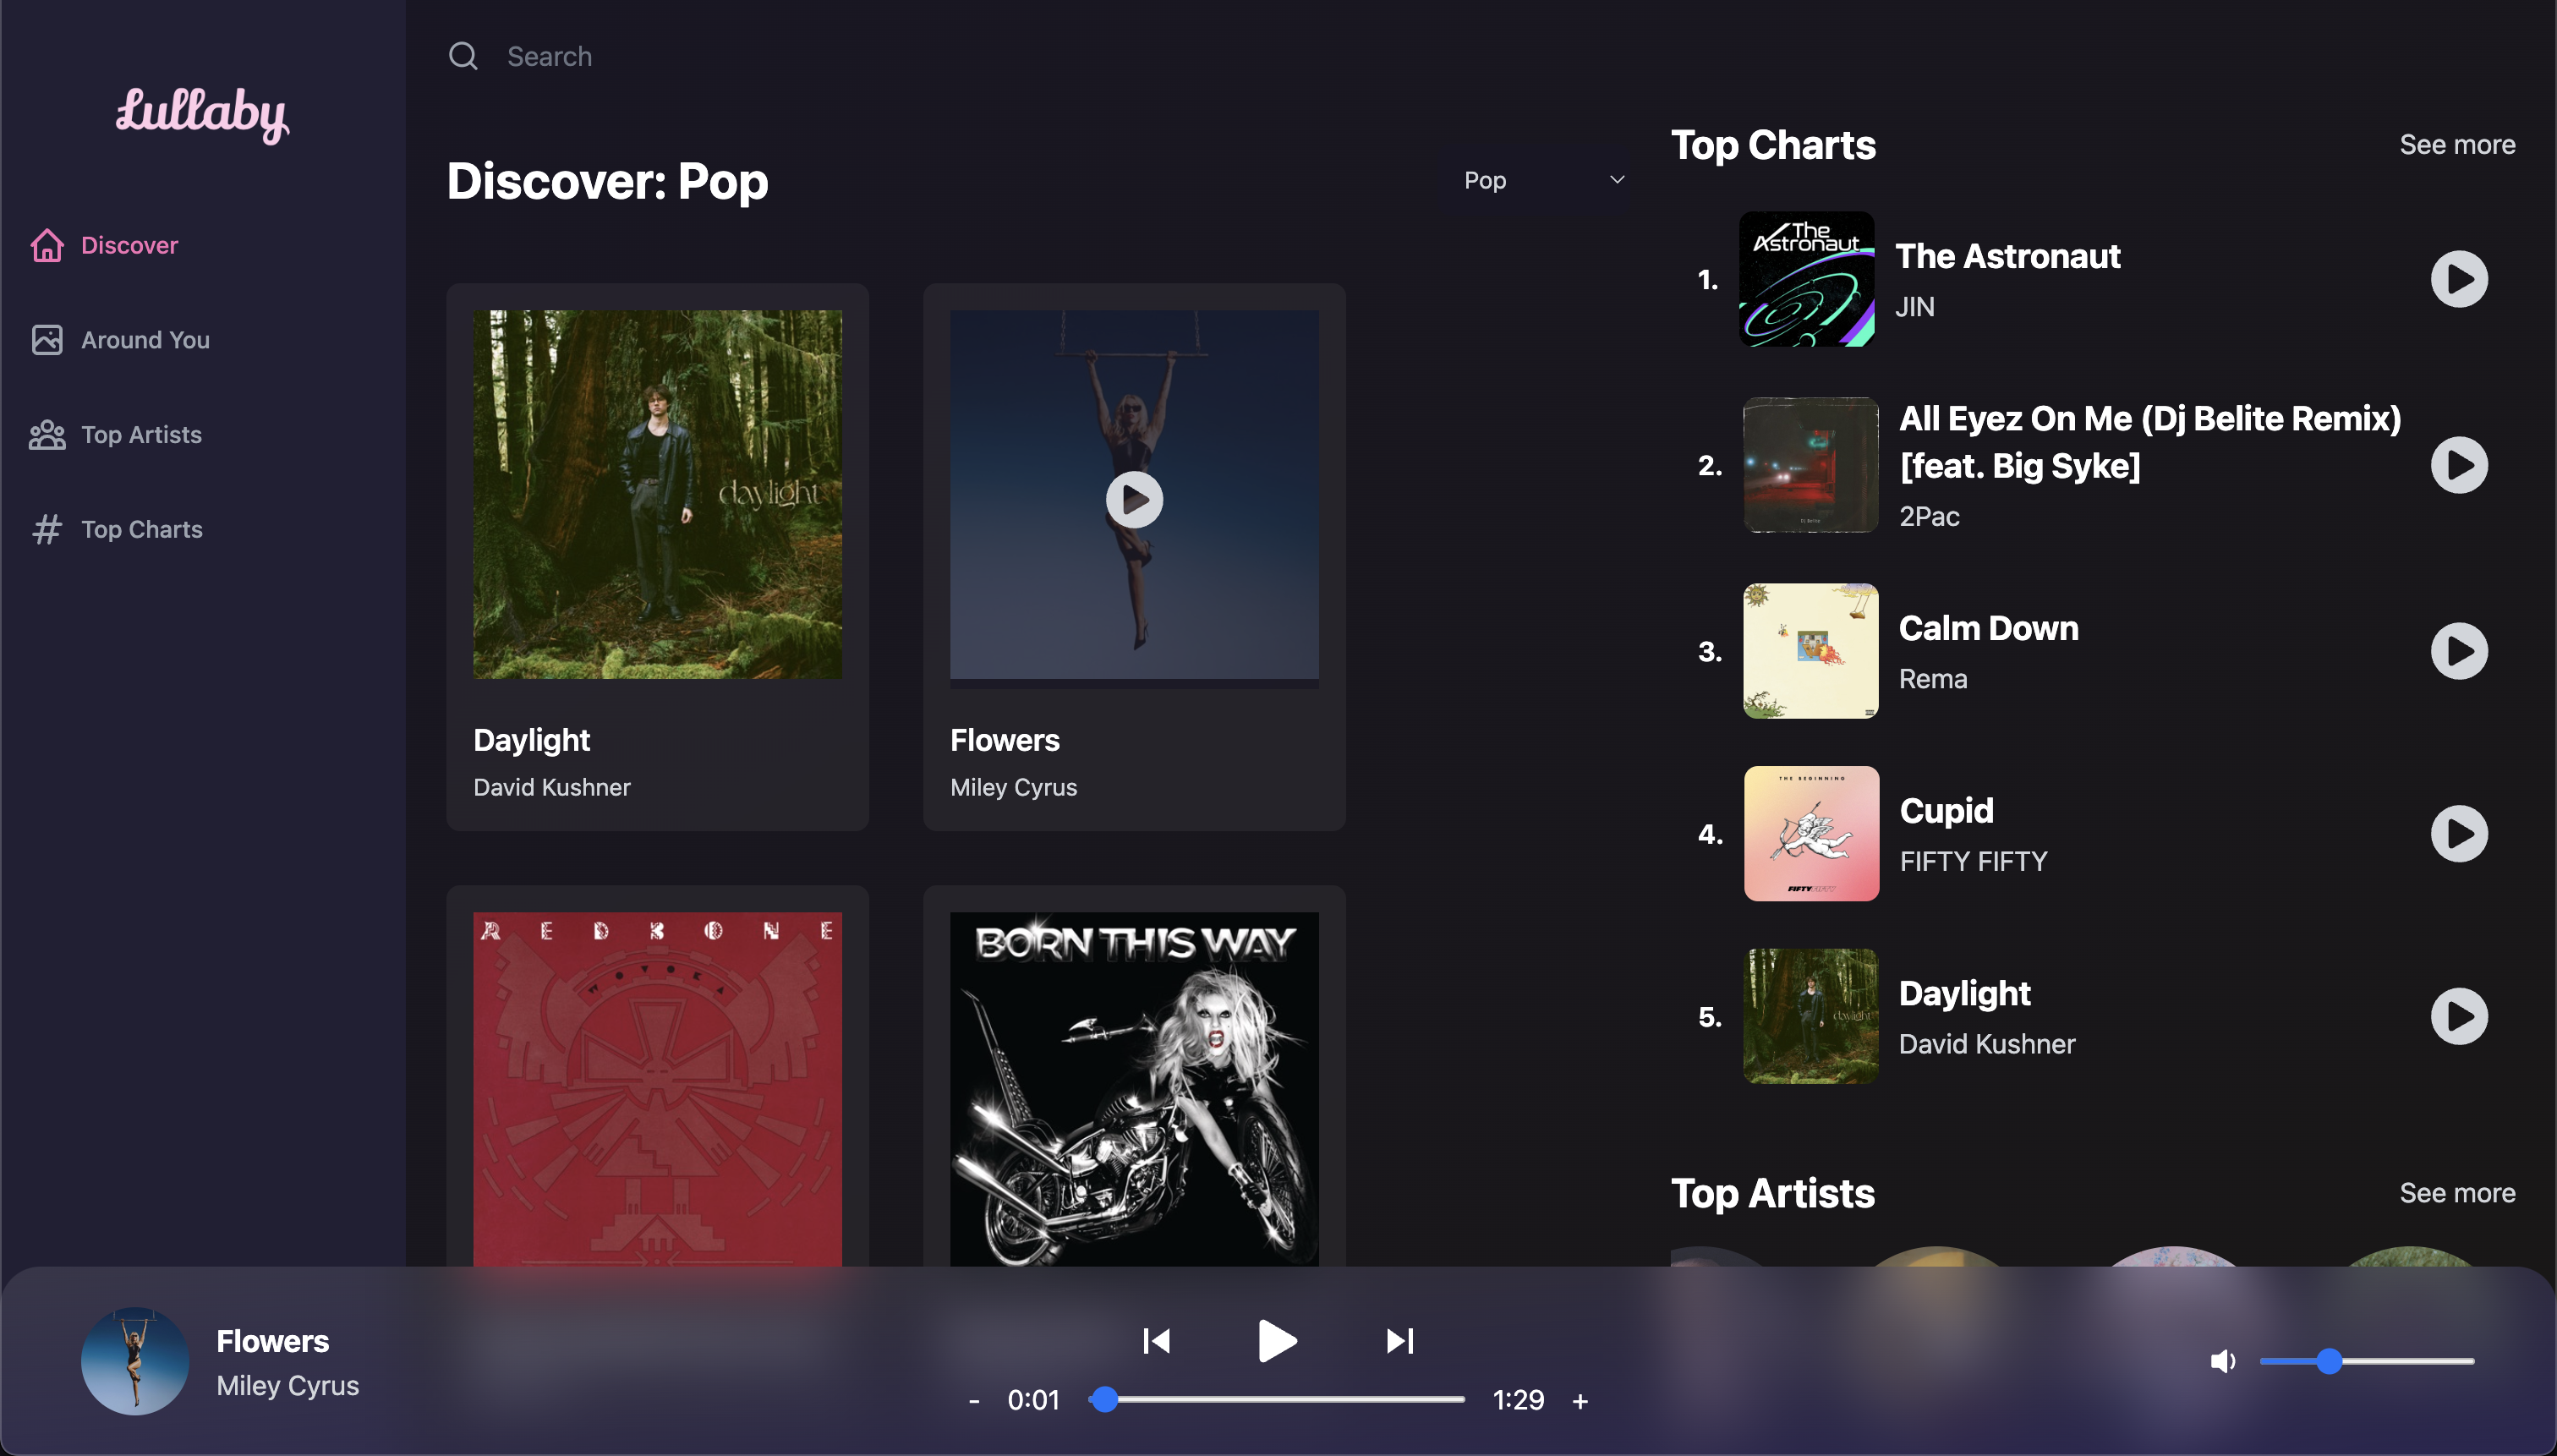 Lullaby
Discover
Around You
Top Artists
Top Charts
Search
Discover: Pop
Pop
daylight
Daylight
David Kushner
Flowers
Miley Cyrus
REDBONE
WOVOKA
BORN THIS WAY
Top Charts
See more
1.
The Astronaut
The Astronaut
JIN
2.
Dj Belite
All Eyez On Me (Dj Belite Remix)
[feat. Big Syke]
2Pac
3.
Calm Down
Rema
4.
THE BEGINNING
FIFTY FIFTY
Cupid
FIFTY FIFTY
5.
daylight
Daylight
David Kushner
Top Artists
See more
Flowers
Miley Cyrus
- 0:01 1:29 +